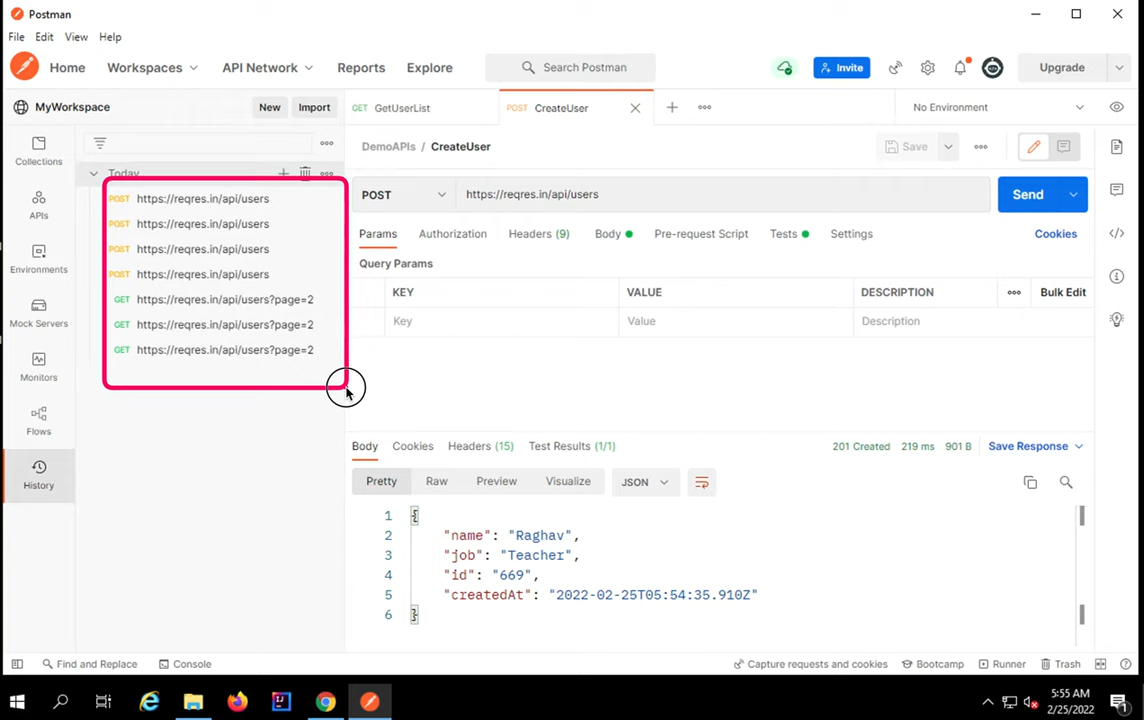 Postman
File Edit View Help
Home Workspaces API Network Reports Explore Search Postman Invite Upgrade
MyWorkspace New Import GET GetUserList POST CreateUser No Environment
Collections
APIs
Environments
Mock Servers
Monitors
Flows
History
Today
POST https://reqres.in/api/users
POST https://reqres.in/api/users
POST https://reqres.in/api/users
POST https://reqres.in/api/users
GET https://reqres.in/api/users?page=2
GET https://reqres.in/api/users?page=2
GET https://reqres.in/api/users?page=2
DemoAPIs / CreateUser Save
POST https://reqres.in/api/users Send
Params Authorization Headers (9) Body Pre-request Script Tests Settings Cookies
Query Params
KEY VALUE DESCRIPTION Bulk Edit
Key Value Description
Body Cookies Headers (15) Test Results (1/1) 201 Created 219 ms 901 B Save Response
Pretty Raw Preview Visualize JSON
1 {
2 "name": "Raghav",
3 "job": "Teacher",
4 "id": "669",
5 "createdAt": "2022-02-25T05:54:35.910Z"
6 }
Find and Replace Console Capture requests and cookies Bootcamp Runner Trash
5:55 AM
2/25/2022
1